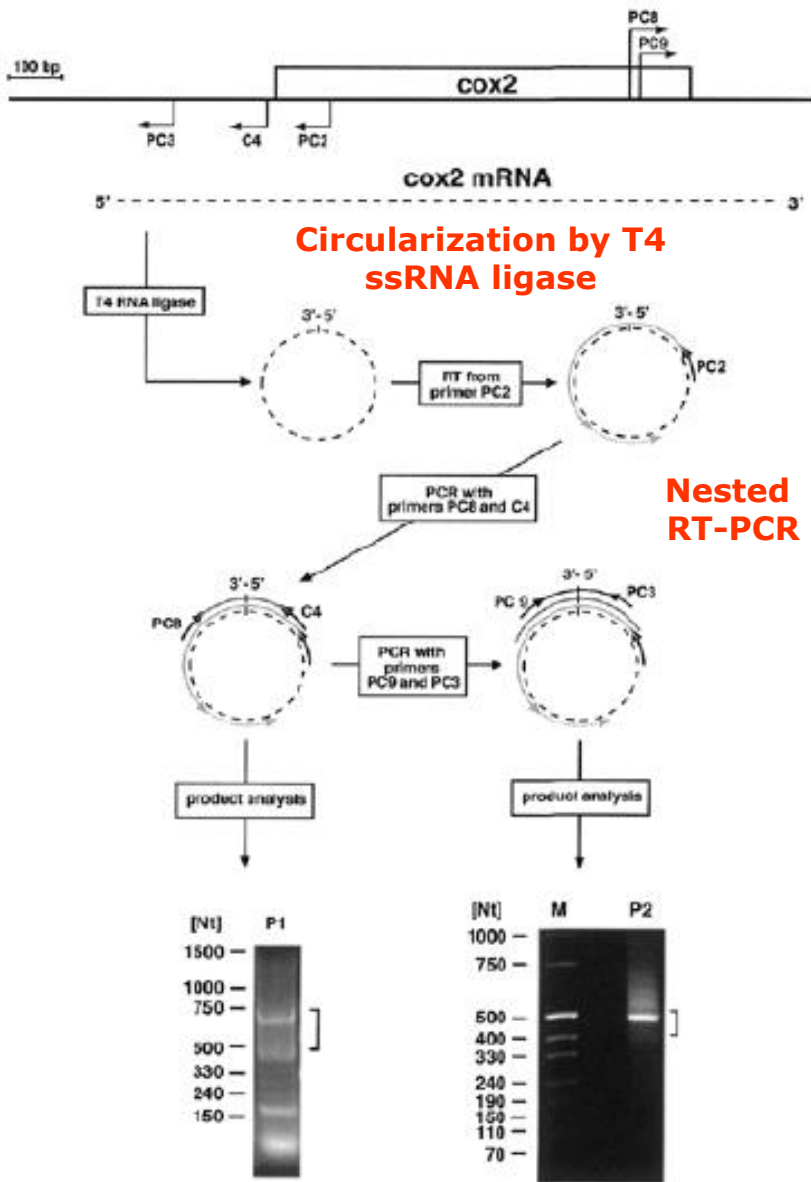 PC8
PC9
100 bp
cox2
PC3
C4
PC2
cox2 mRNA
5'
3'
Circularization by T4
ssRNA ligase
T4 RNA ligase
3'-5'
RT from
primer PC2
3'-5'
PC2
PCR with
primers PC8 and C4
Nested
RT-PCR
3'-5'
PC8
C4
PCR with
primers
PC9 and PC3
3'-5'
PC 9
PC3
product analysis
product analysis
[Nt] P1
1500
1000
750
500
330
240
150
[Nt] M P2
1000
750
500
400
330
240
190
150
110
70